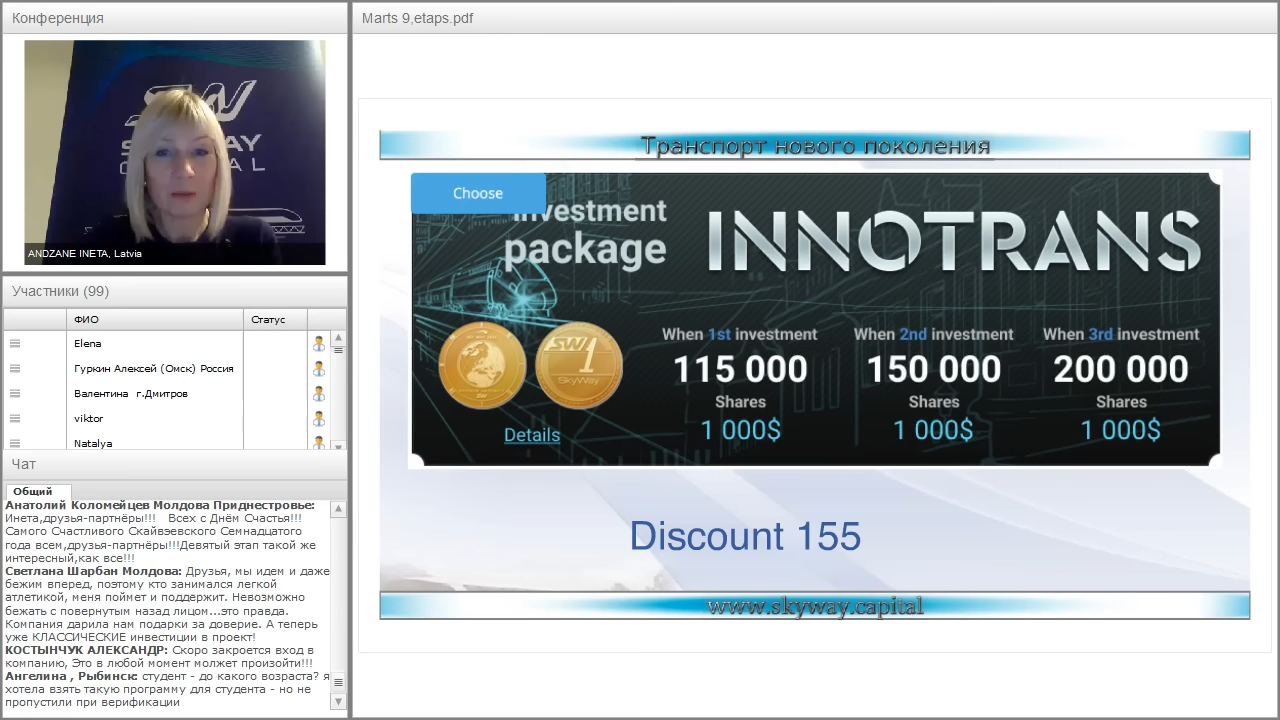 Конференция
SW
SKYWAY
CAPITAL
ANDZANE INETA, Latvia
Участники (99)
ФИО
Статус
Elena
Гуркин Алексей (Омск) Россия
Валентина г.Дмитров
viktor
Natalya
Чат
Общий
Анатолий Коломейцев Молдова Приднестровье:
Инета,друзья-партнёры!!! Всех с Днём Счастья!!!
Самого Счастливого Скайвэевского Семнадцатого
года всем,друзья-партнёры!!!Девятый этап такой же
интересный,как все!!!
Светлана Шарбан Молдова: Друзья, мы идем и даже
бежим вперед, поэтому кто занимался легкой
атлетикой, меня поймет и поддержит. Невозможно
бежать с повернутым назад лицом...это правда.
Компания дарила нам подарки за доверие. А теперь
уже КЛАССИЧЕСКИЕ инвестиции в проект!
КОСТЫНЧУК АЛЕКСАНДР: Скоро закроется вход в
компанию, Это в любой момент молжет произойти!!!
Ангелина , Рыбинск: студент - до какого возраста? я
хотела взять такую программу для студента - но не
пропустили при верификации
Marts 9,etaps.pdf
Транспорт нового поколения
Choose
investment
package
INNOTRANS
When 1st investment
115 000
Shares
1 000$
When 2nd investment
150 000
Shares
1 000$
When 3rd investment
200 000
Shares
1 000$
SW 1
SkyWay
Details
Discount 155
www.skyway.capital